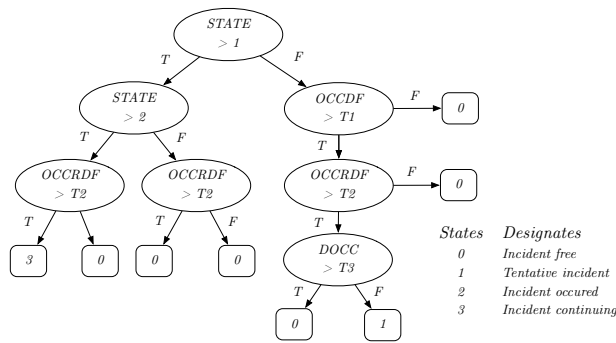 STATE
> 1
T
F
STATE
> 2
OCCDF
> T1
F
0
T
F
T
OCCRDF
> T2
OCCRDF
> T2
OCCRDF
> T2
F
0
T
T
F
T
3
0
0
0
DOCC
> T3
T
F
0
1
States Designates
0 Incident free
1 Tentative incident
2 Incident occured
3 Incident continuing